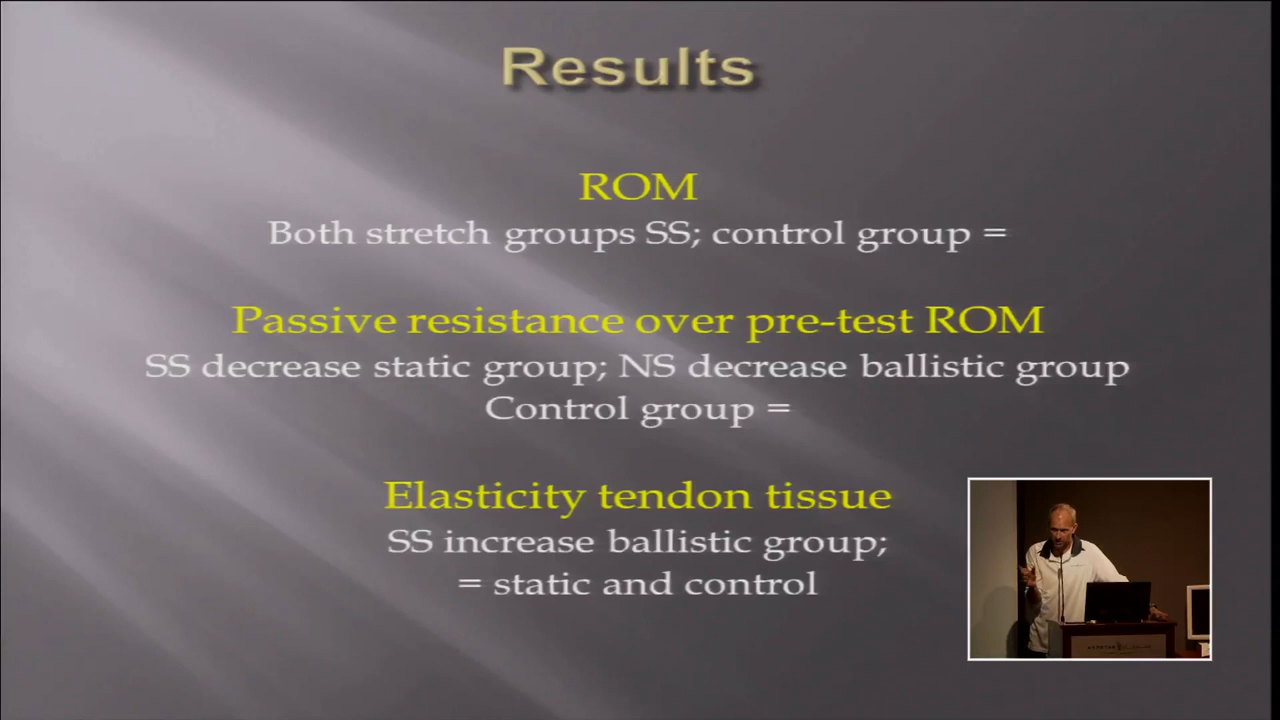 Results
ROM
Both stretch groups SS; control group =
Passive resistance over pre-test ROM
SS decrease static group; NS decrease ballistic group
Control group =
Elasticity tendon tissue
SS increase ballistic group;
= static and control